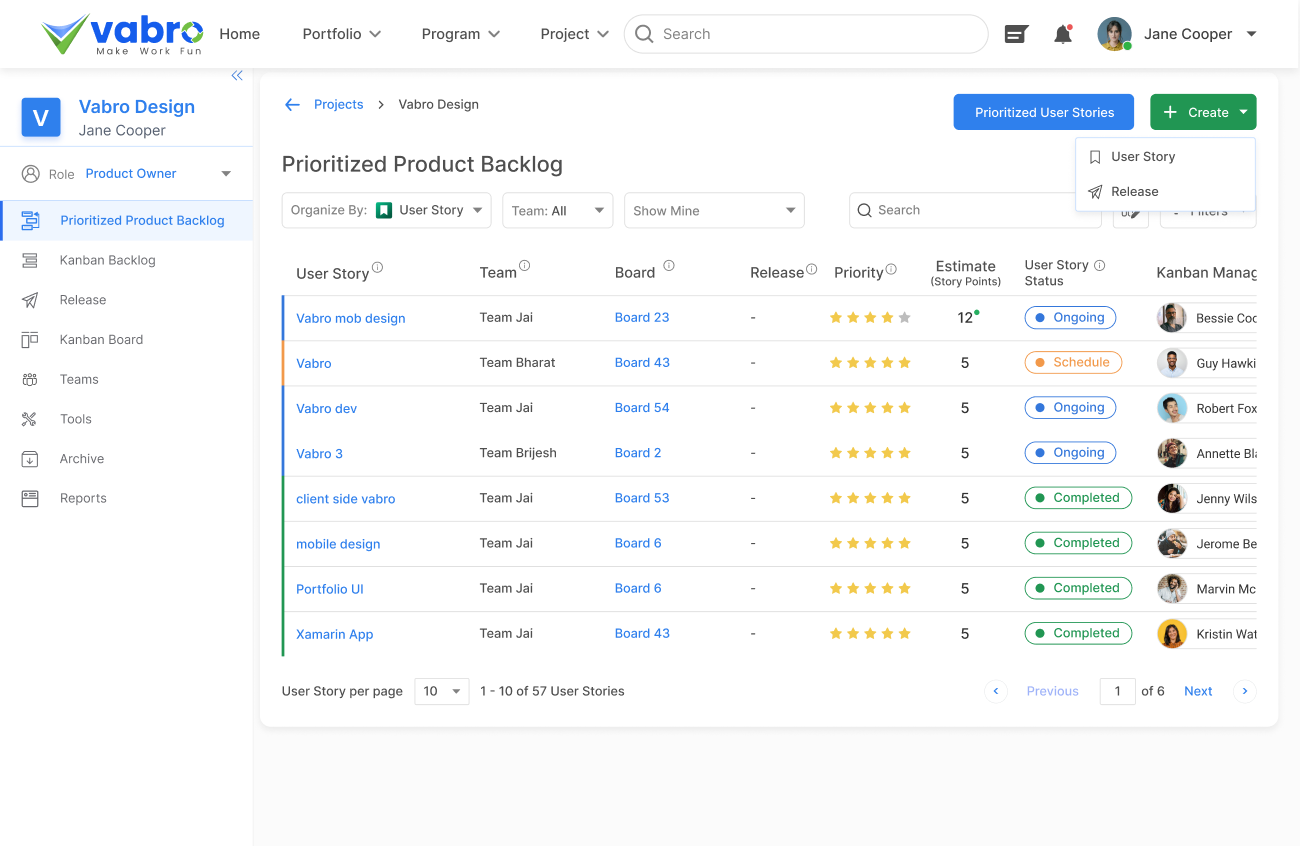 vabro
Make Work Fun
Home Portfolio Program Project Search Jane Cooper
V
Vabro Design
Jane Cooper
Role Product Owner
Prioritized Product Backlog
Kanban Backlog
Release
Kanban Board
Teams
Tools
Archive
Reports
Projects > Vabro Design
Prioritized User Stories
+ Create
User Story
Release
Prioritized Product Backlog
Organize By: User Story
Team: All
Show Mine
Search
Filters
User Story Team Board Release Priority Estimate (Story Points) User Story Status Kanban Manag
Vabro mob design Team Jai Board 23 - 12 Ongoing Bessie Coo
Vabro Team Bharat Board 43 - 5 Schedule Guy Hawki
Vabro dev Team Jai Board 54 - 5 Ongoing Robert Fox
Vabro 3 Team Brijesh Board 2 - 5 Ongoing Annette Bla
client side vabro Team Jai Board 53 - 5 Completed Jenny Wils
mobile design Team Jai Board 6 - 5 Completed Jerome Be
Portfolio UI Team Jai Board 6 - 5 Completed Marvin Mc
Xamarin App Team Jai Board 43 - 5 Completed Kristin Wat
User Story per page 10 1 - 10 of 57 User Stories
< Previous 1 of 6 Next >